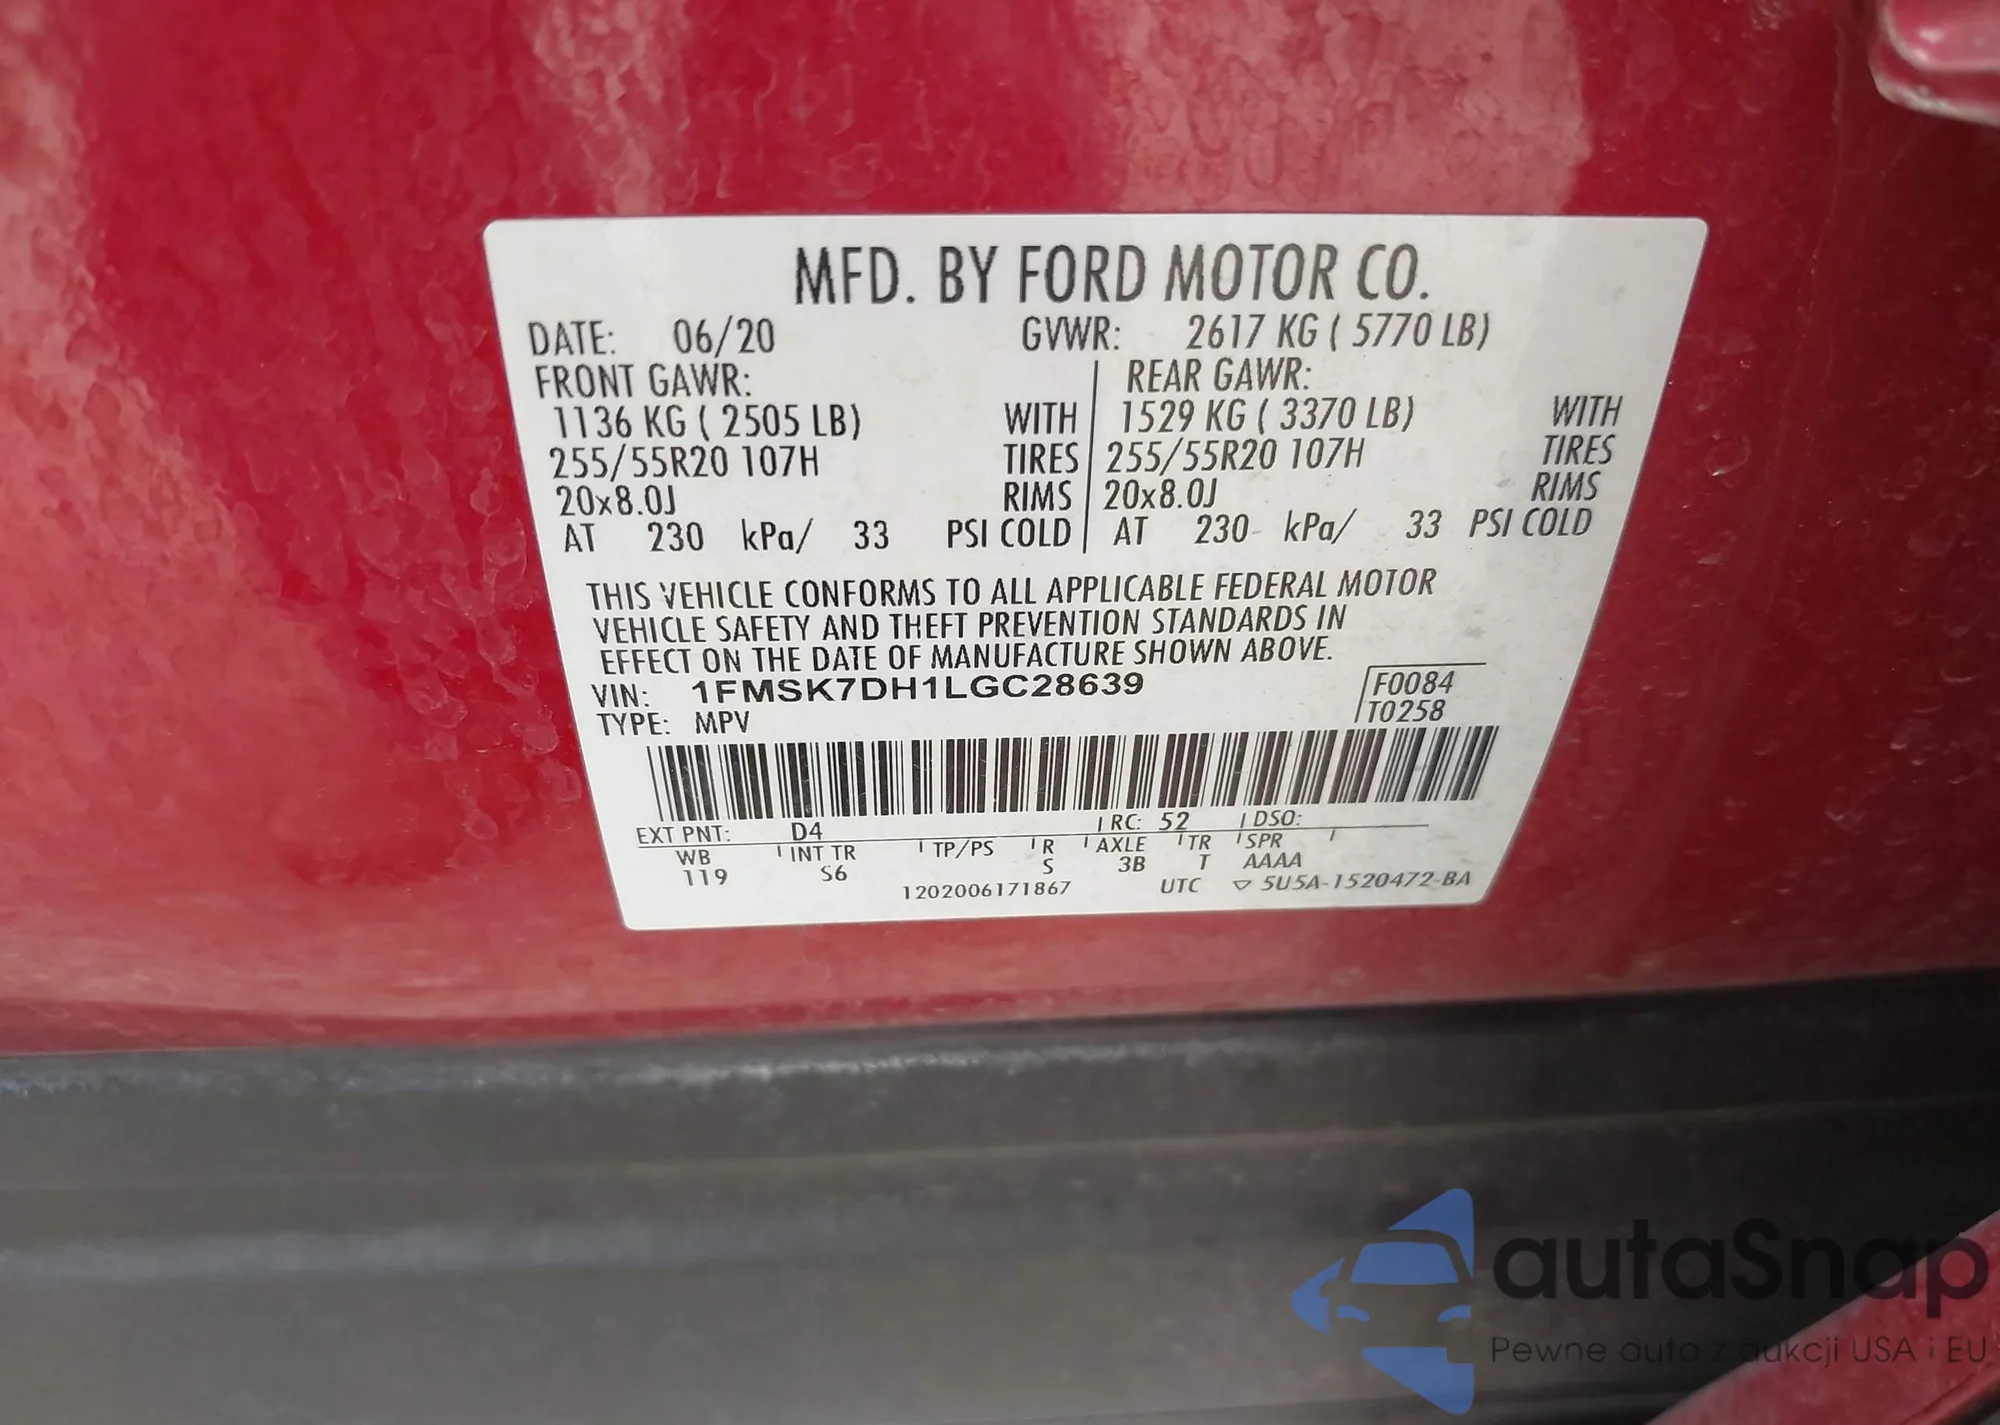 MFD. BY FORD MOTOR CO.
DATE: 06/20 GVWR: 2617 KG ( 5770 LB)
FRONT GAWR: REAR GAWR:
1136 KG ( 2505 LB) WITH 1529 KG ( 3370 LB) WITH
255/55R20 107H TIRES 255/55R20 107H TIRES
20x8.0J RIMS 20x8.0J RIMS
AT 230 kPa/ 33 PSI COLD AT 230 kPa/ 33 PSI COLD
THIS VEHICLE CONFORMS TO ALL APPLICABLE FEDERAL MOTOR
VEHICLE SAFETY AND THEFT PREVENTION STANDARDS IN
EFFECT ON THE DATE OF MANUFACTURE SHOWN ABOVE.
VIN: 1FMSK7DH1LGC28639 F0084
TYPE: MPV T0258
EXT PNT: D4 RC: 52 DSO:
WB INT TR TP/PS R AXLE TR SPR
119 S6 S 3B T AAAA
1202006171867 UTC ▽ 5U5A-1520472-BA
autaSnap
Pewne auto z aukcji USA i EU